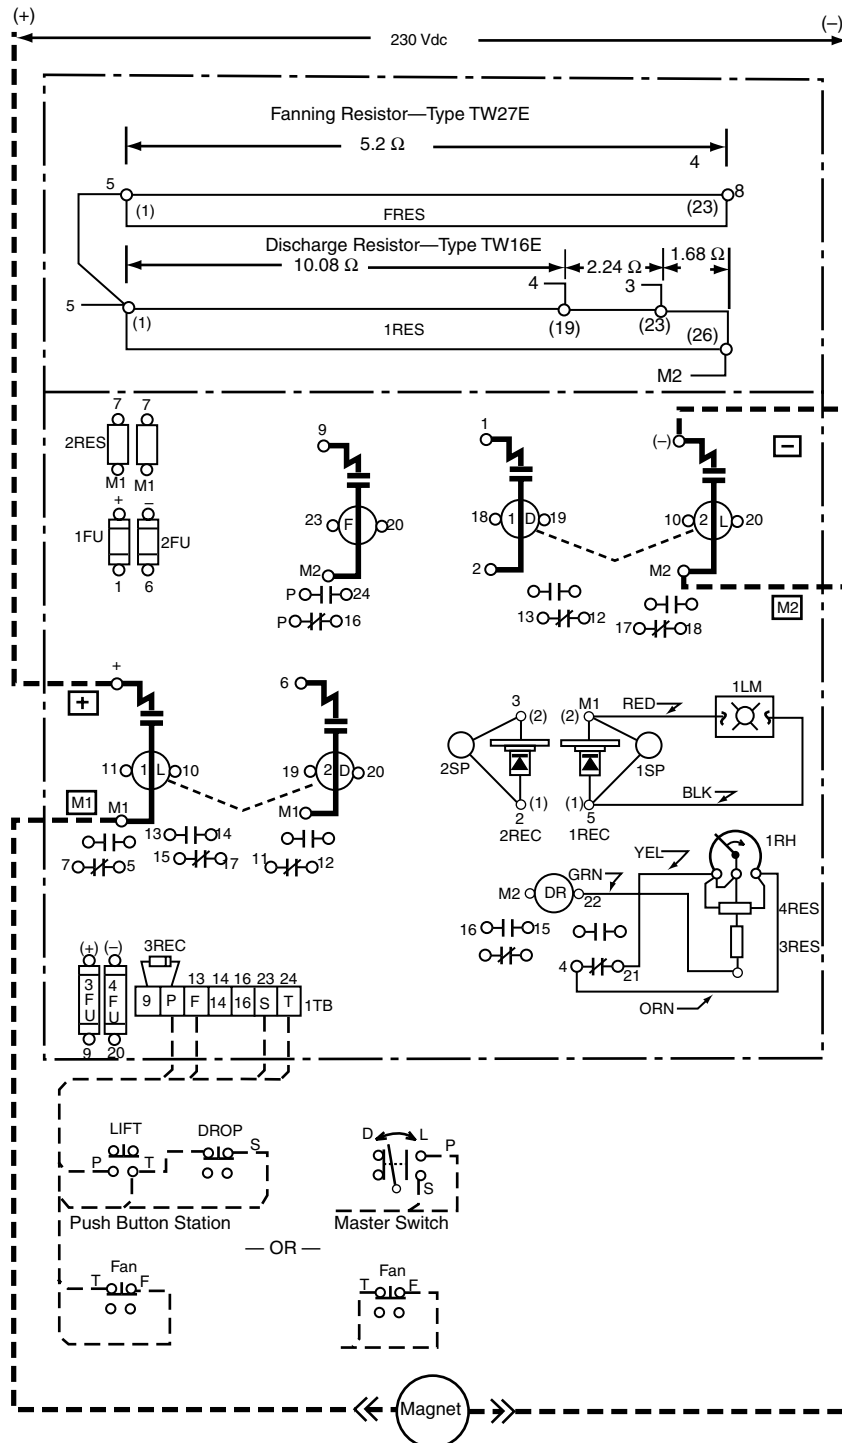 (+) (–)
230 Vdc
Fanning Resistor—Type TW27E
5.2 Ω
4
5 8
(1) FRES (23)
Discharge Resistor—Type TW16E
10.08 Ω 2.24 Ω 1.68 Ω
4 3
5
(1) 1RES (19) (23) (26)
M2
7 7
2RES
M1 M1
+ –
1FU 2FU
1 6
9
23 F 20
M2
P 24
P 16
1
18 1 D 19
2
13 12
(–) –
10 2 L 20
M2
M2
17 18
+
+
11 1 L 10
M1 M1
13 14
7 5 15 17
6
19 2 D 20
M1
11 12
3 (2) (2) M1 RED 1LM
2SP 1SP
(1) (1) BLK
2 5
2REC 1REC
1RH
YEL
GRN
M2 DR 22
4RES
16 15
3RES
4 21
ORN
(+) (–)
3FU 4FU
9 20
3REC
13 14 16 23 24
9 P F 14 16 S T 1TB
LIFT DROP S
P T
Push Button Station
D L P
S
Master Switch
— OR —
Fan
T F
Fan
T F
Magnet